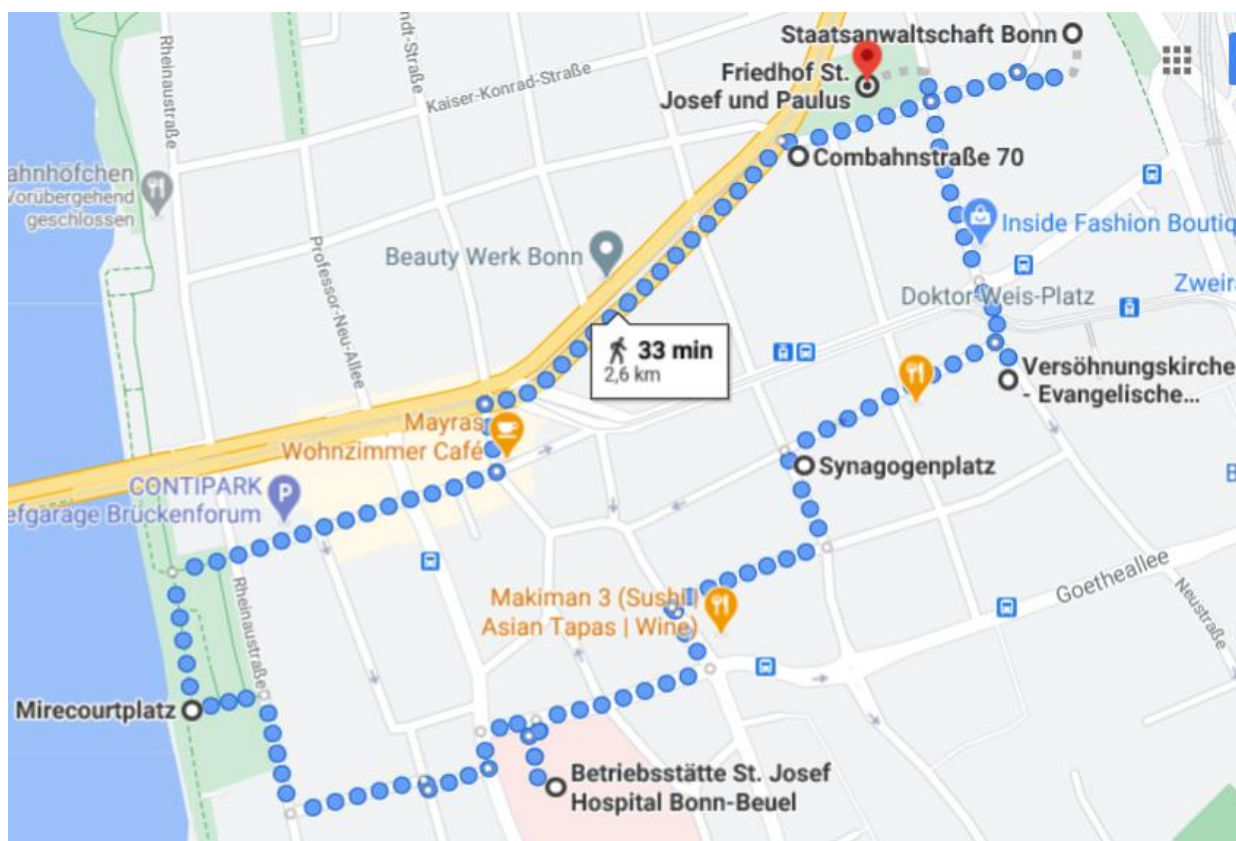 Staatsanwaltschaft Bonn
Friedhof St.
Josef und Paulus
Kaiser-Konrad-Straße
Rheinaustraße
ndt-Straße
Combahnstraße 70
ahnhöfchen
Vorübergehend
geschlossen
Inside Fashion Boutiq
Beauty Werk Bonn
Professor-Neu-Allee
Doktor-Weis-Platz
Zweira
33 min
2,6 km
Versöhnungskirche
- Evangelische...
Mayras
Wohnzimmer Café
Synagogenplatz
CONTIPARK
efgarage Brückenforum
P
B
Goetheallee
Neustraße
Rheinaustraße
Makiman 3 (Sushi |
Asian Tapas | Wine)
Mirecourtplatz
Betriebsstätte St. Josef
Hospital Bonn-Beuel